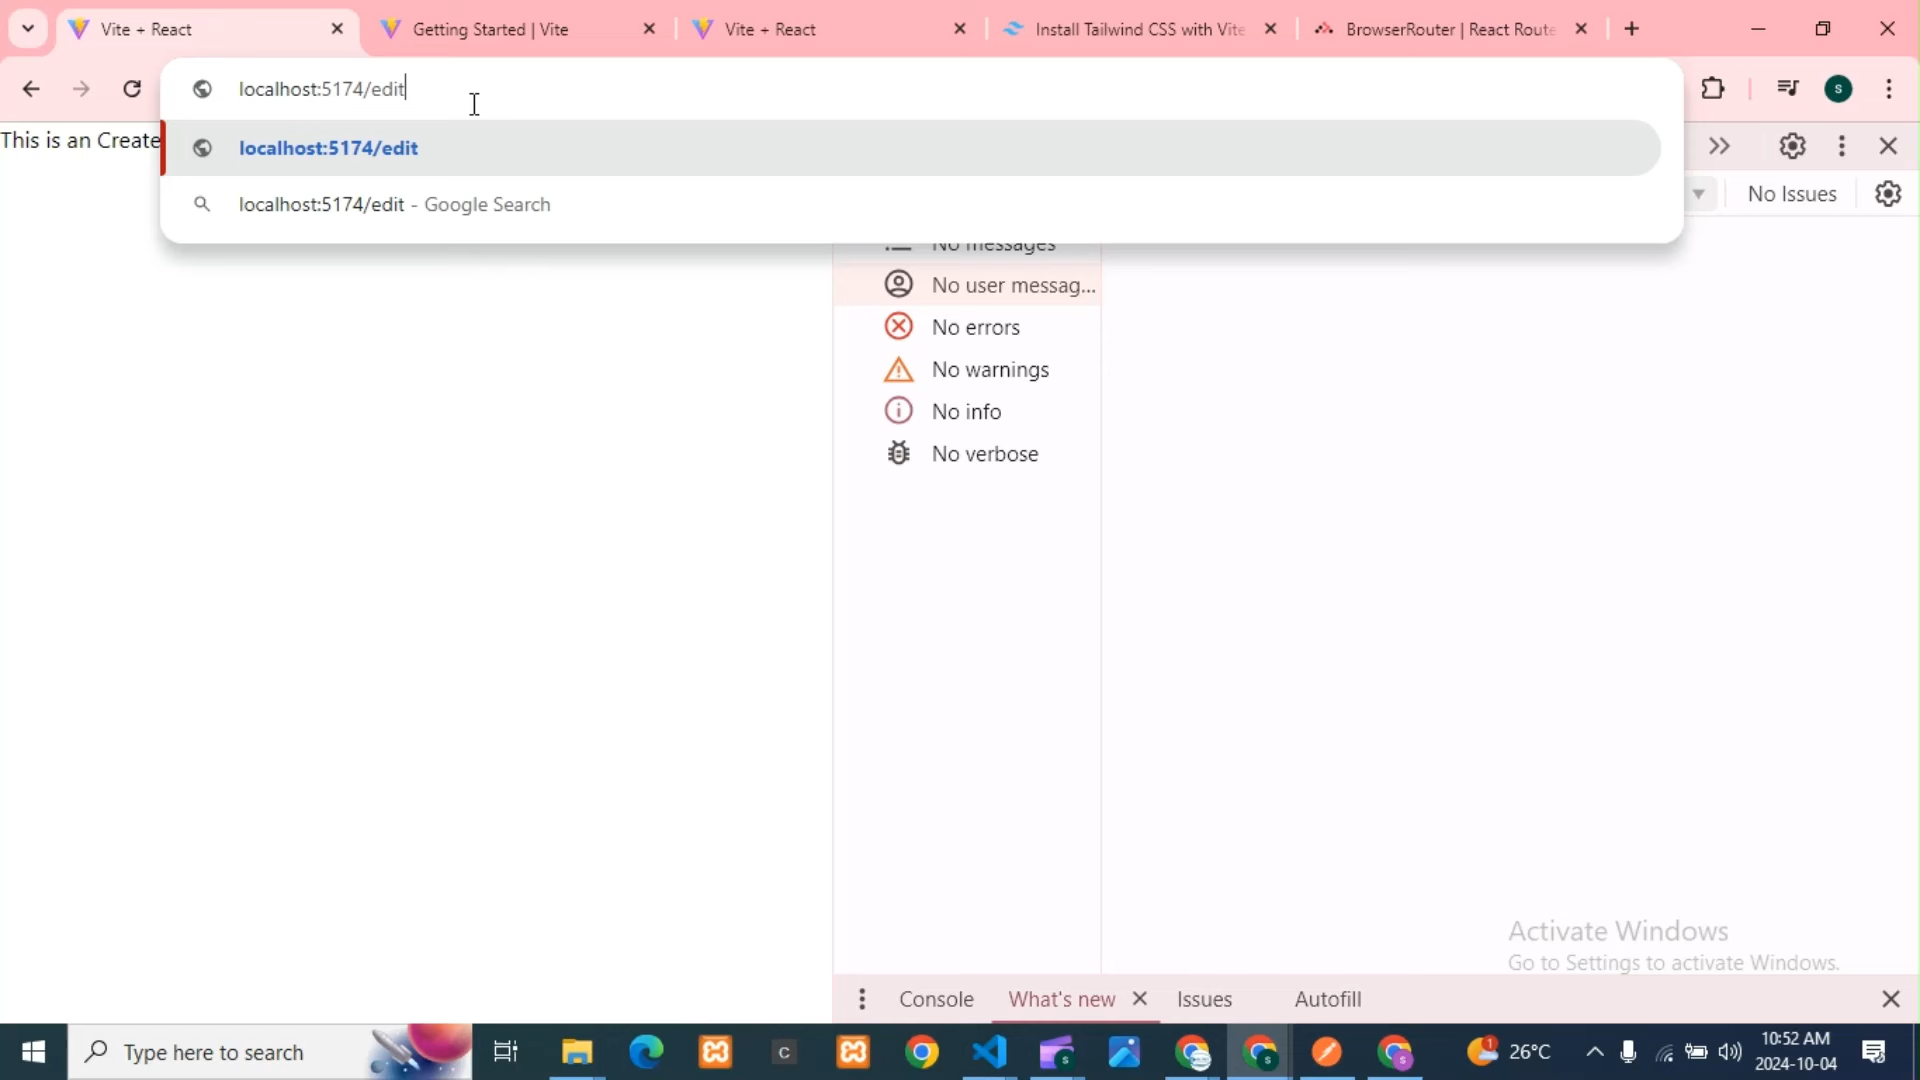 Vite + React
Getting Started | Vite
Vite + React
Install Tailwind CSS with Vite
BrowserRouter | React Route
localhost:5174/edit
localhost:5174/edit
localhost:5174/edit - Google Search
S
This is an Create
No Issues
No messages
No user messag...
No errors
No warnings
No info
No verbose
Activate Windows
Go to Settings to activate Windows.
Console
What's new
Issues
Autofill
Type here to search
C
S
S
S
1
26°C
10:52 AM
2024-10-04